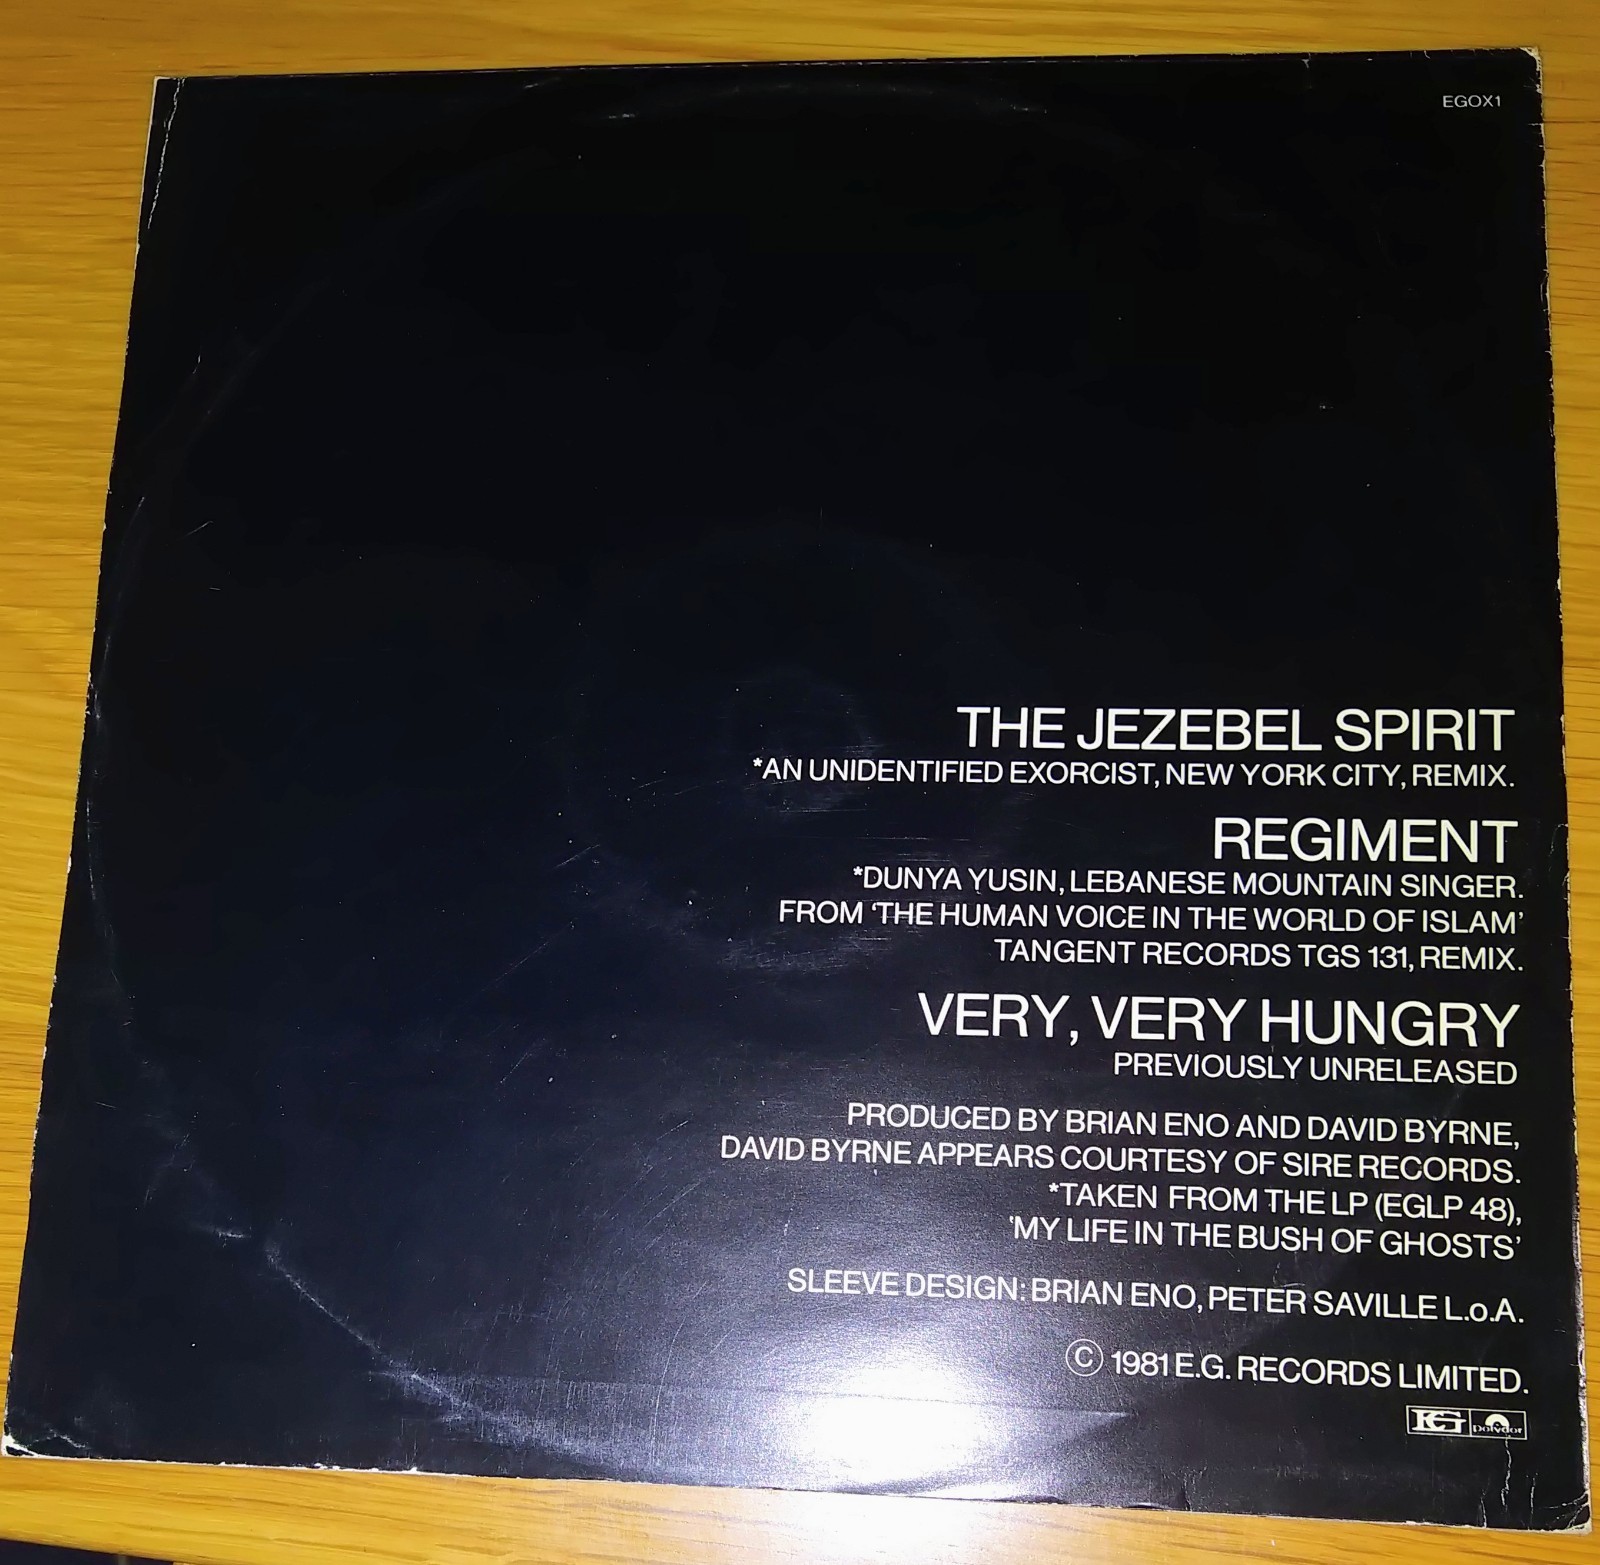 EGOX1
THE JEZEBEL SPIRIT
*AN UNIDENTIFIED EXORCIST, NEW YORK CITY, REMIX.
REGIMENT
*DUNYA YUSIN, LEBANESE MOUNTAIN SINGER.
FROM ‘THE HUMAN VOICE IN THE WORLD OF ISLAM’
TANGENT RECORDS TGS 131, REMIX.
VERY, VERY HUNGRY
PREVIOUSLY UNRELEASED
PRODUCED BY BRIAN ENO AND DAVID BYRNE,
DAVID BYRNE APPEARS COURTESY OF SIRE RECORDS.
*TAKEN FROM THE LP (EGLP 48),
‘MY LIFE IN THE BUSH OF GHOSTS’
SLEEVE DESIGN: BRIAN ENO, PETER SAVILLE L.o.A.
© 1981 E.G. RECORDS LIMITED.
EG polydor